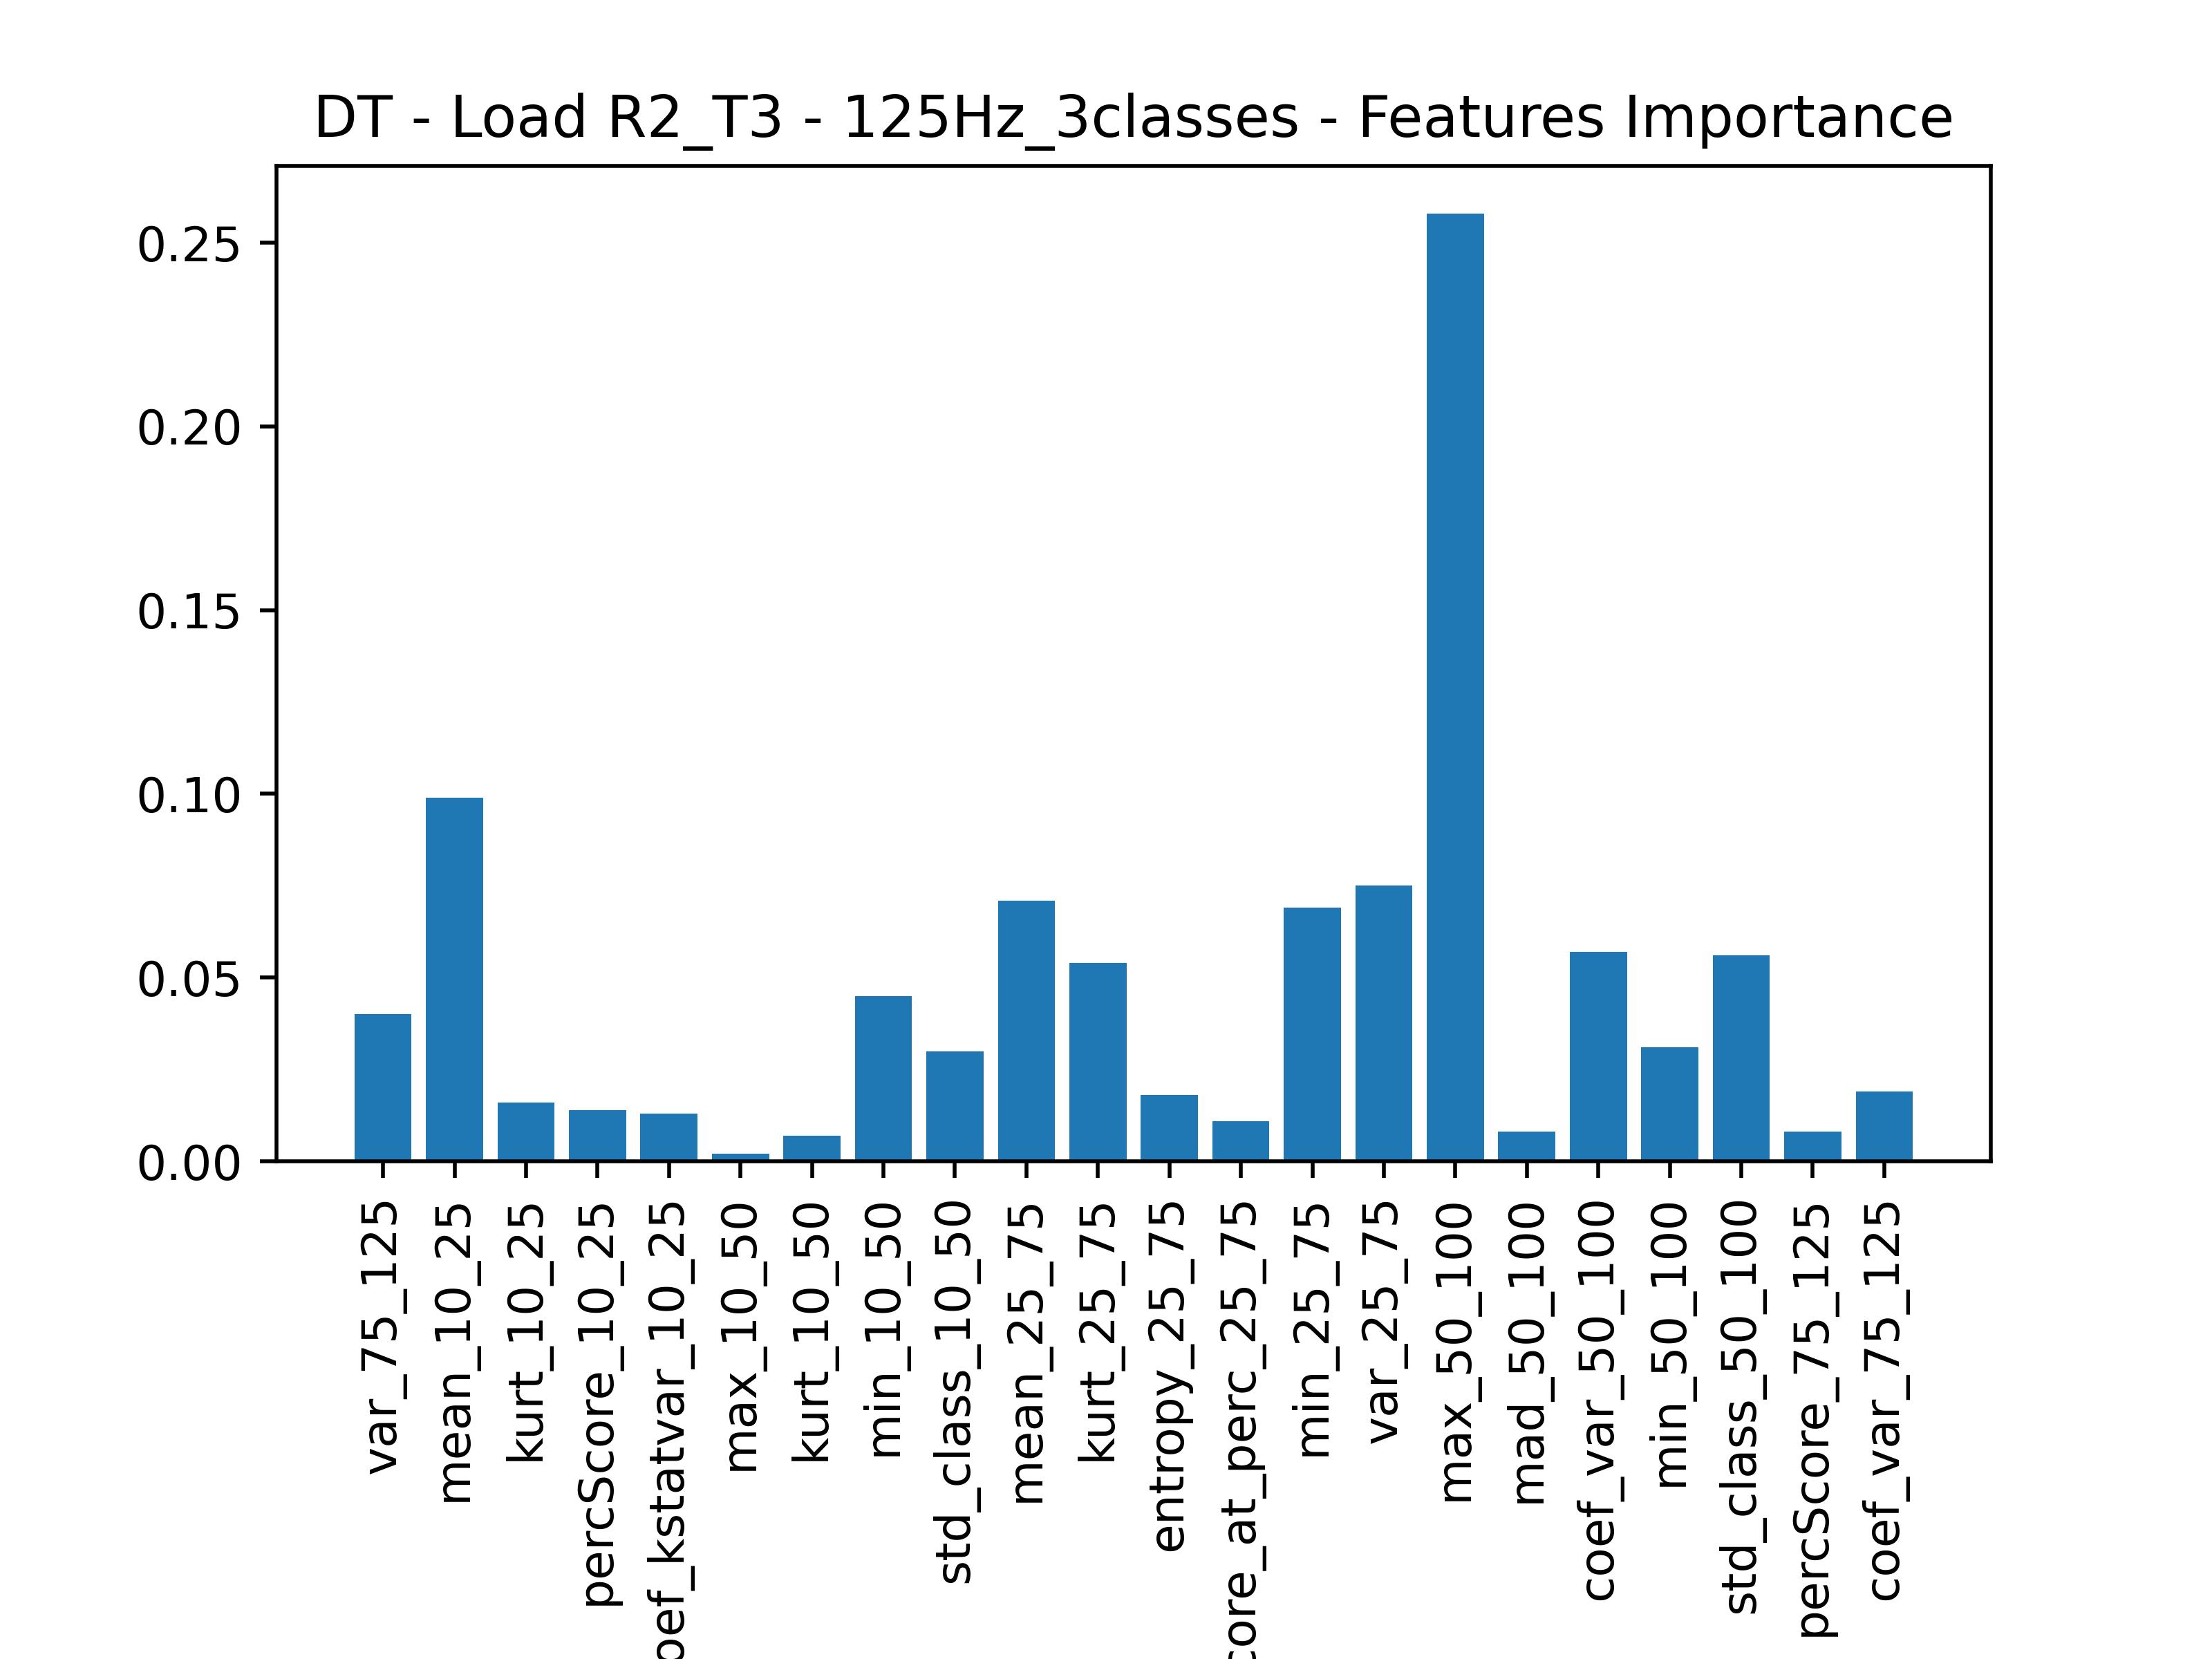 DT - Load R2_T3 - 125Hz_3classes - Features Importance
0.25
0.20
0.15
0.10
0.05
0.00
var_75_125
mean_10_25
kurt_10_25
percScore_10_25
oef_kstatvar_10_25
max_10_50
kurt_10_50
min_10_50
std_class_10_50
mean_25_75
kurt_25_75
entropy_25_75
core_at_perc_25_75
min_25_75
var_25_75
max_50_100
mad_50_100
coef_var_50_100
min_50_100
std_class_50_100
percScore_75_125
coef_var_75_125